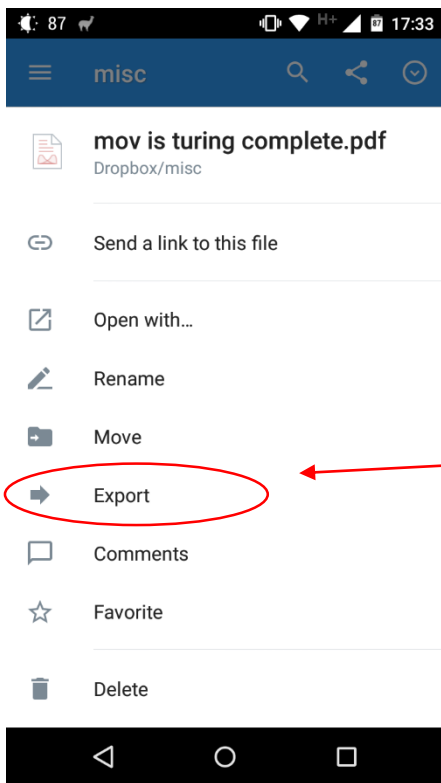 87 H+ 87 17:33
misc
mov is turing complete.pdf
Dropbox/misc
Send a link to this file
Open with…
Rename
Move
Export
Comments
Favorite
Delete